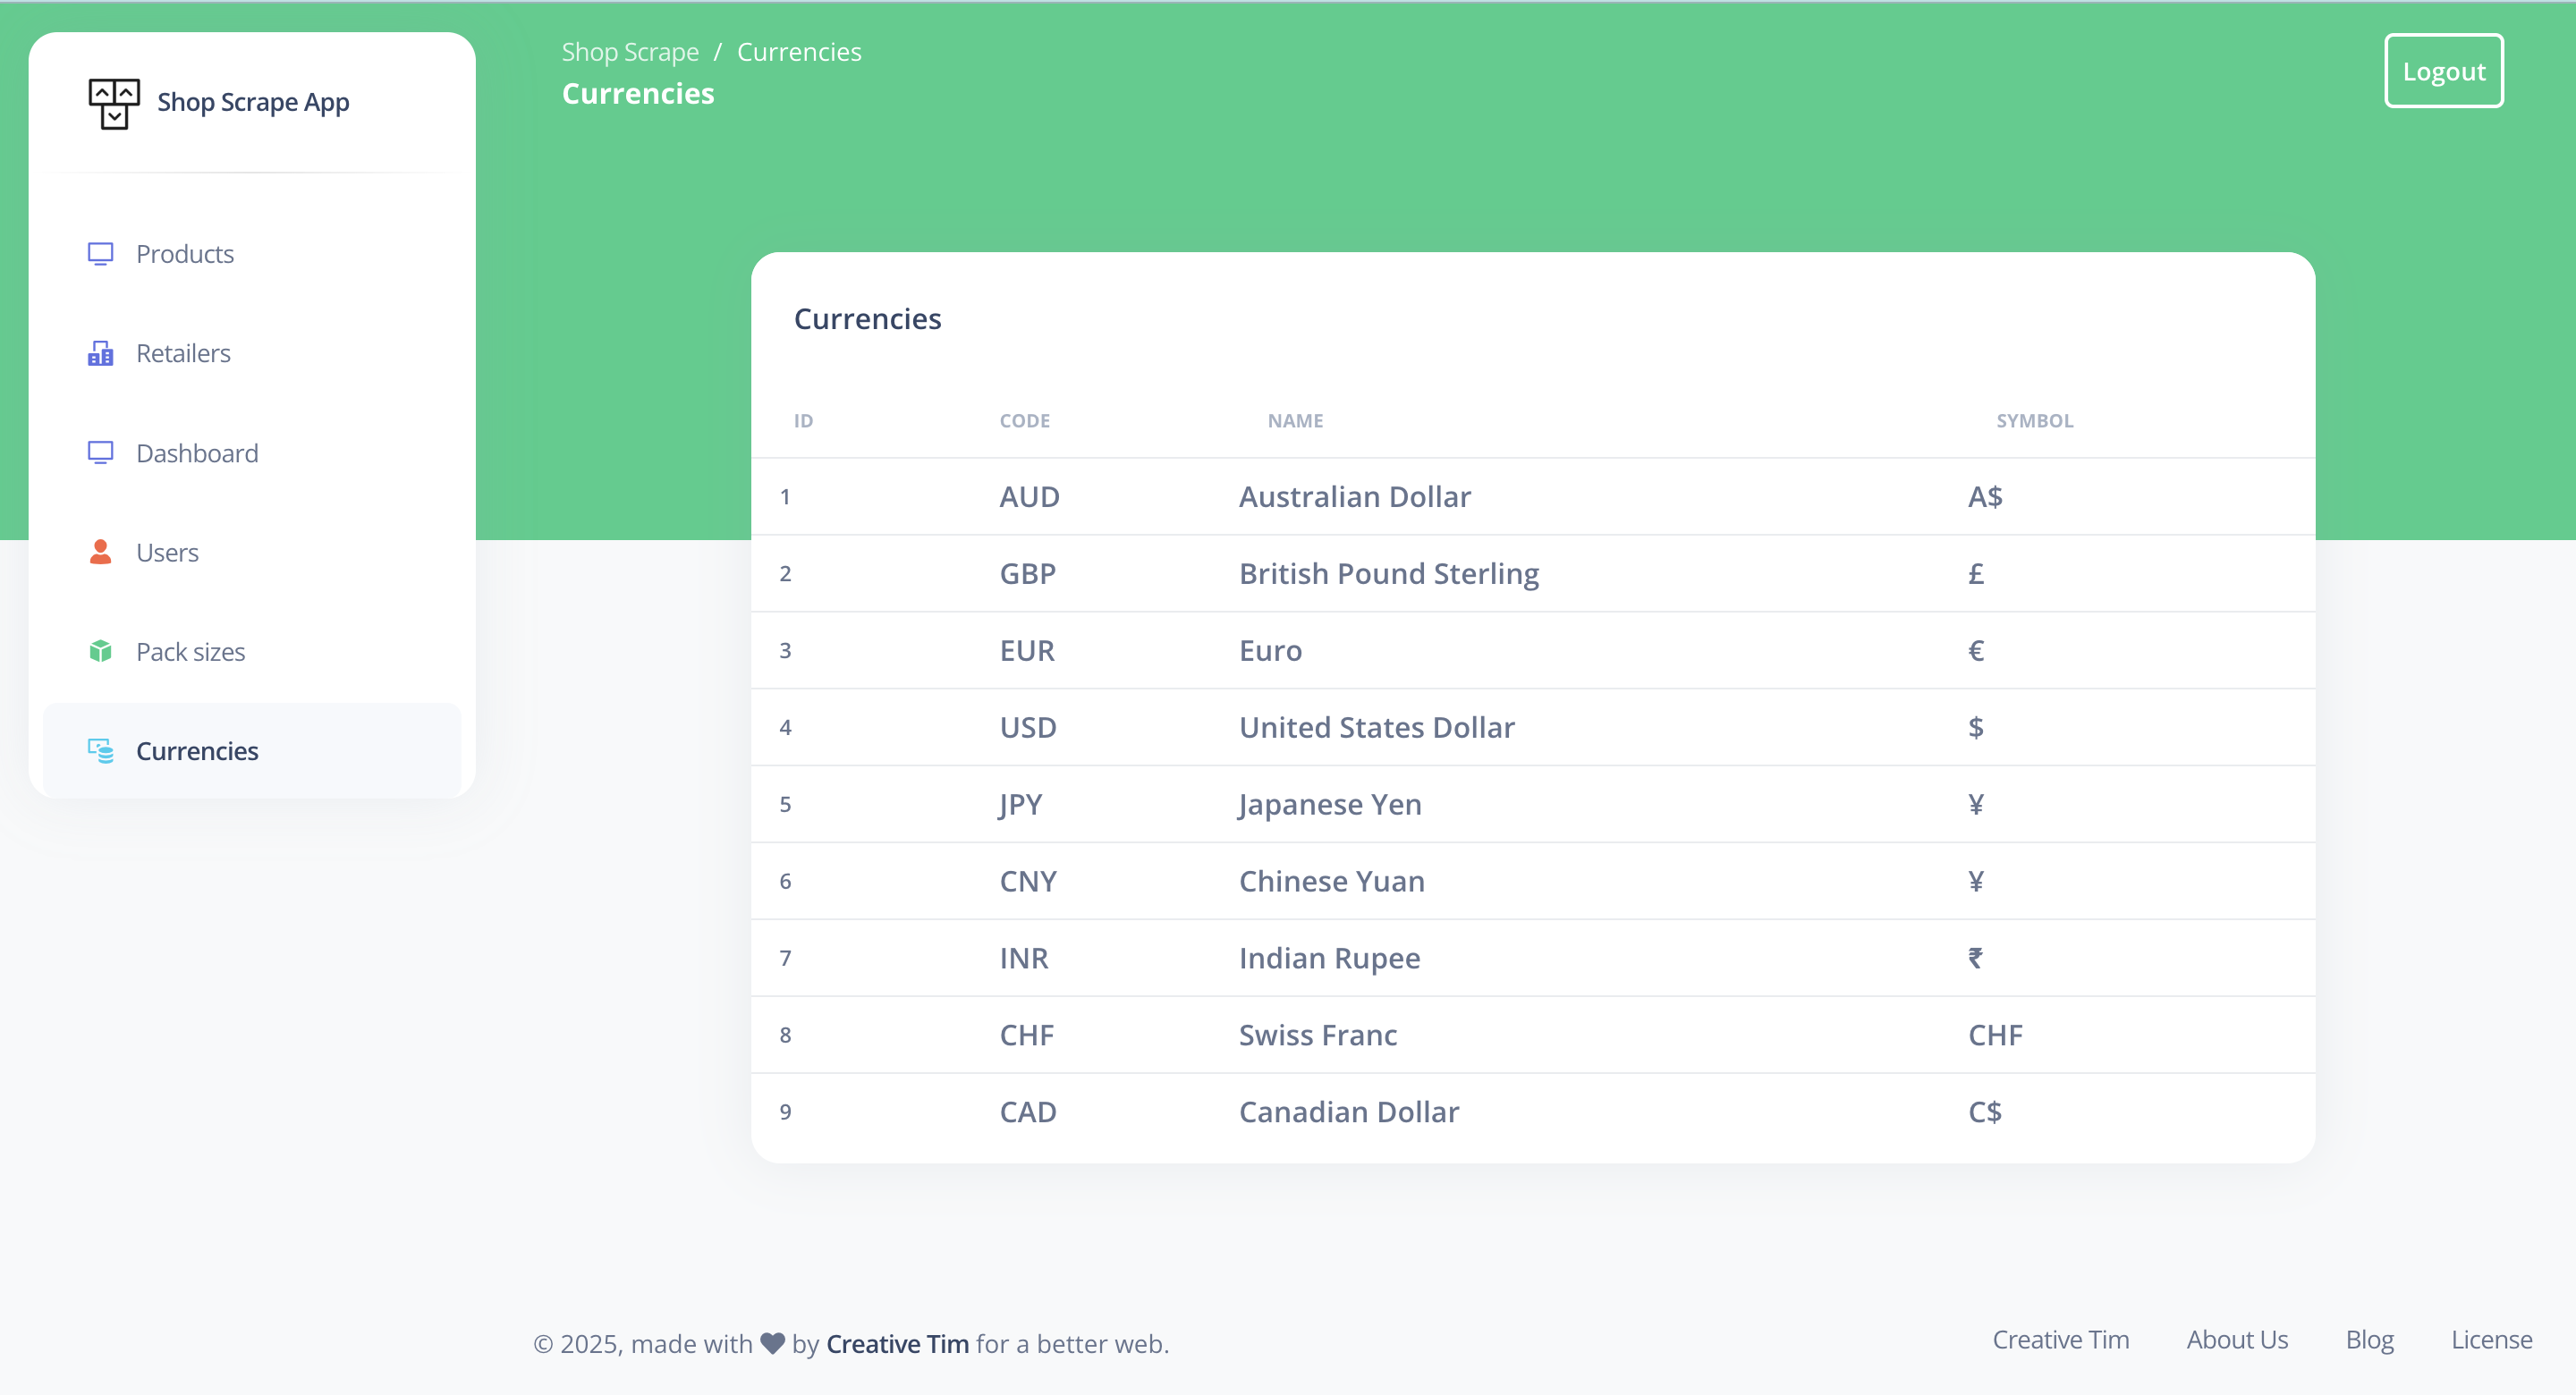 Shop Scrape App
Products
Retailers
Dashboard
Users
Pack sizes
Currencies
Shop Scrape / Currencies
Currencies
Logout
Currencies
ID CODE NAME SYMBOL
1 AUD Australian Dollar A$
2 GBP British Pound Sterling £
3 EUR Euro €
4 USD United States Dollar $
5 JPY Japanese Yen ¥
6 CNY Chinese Yuan ¥
7 INR Indian Rupee ₹
8 CHF Swiss Franc CHF
9 CAD Canadian Dollar C$
© 2025, made with ♥ by Creative Tim for a better web.
Creative Tim About Us Blog License